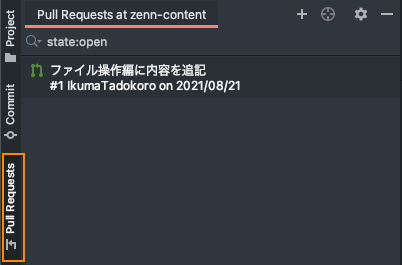 Project
Commit
Pull Requests
Pull Requests at zenn-content
state:open
ファイル操作編に内容を追記
#1 IkumaTadokoro on 2021/08/21